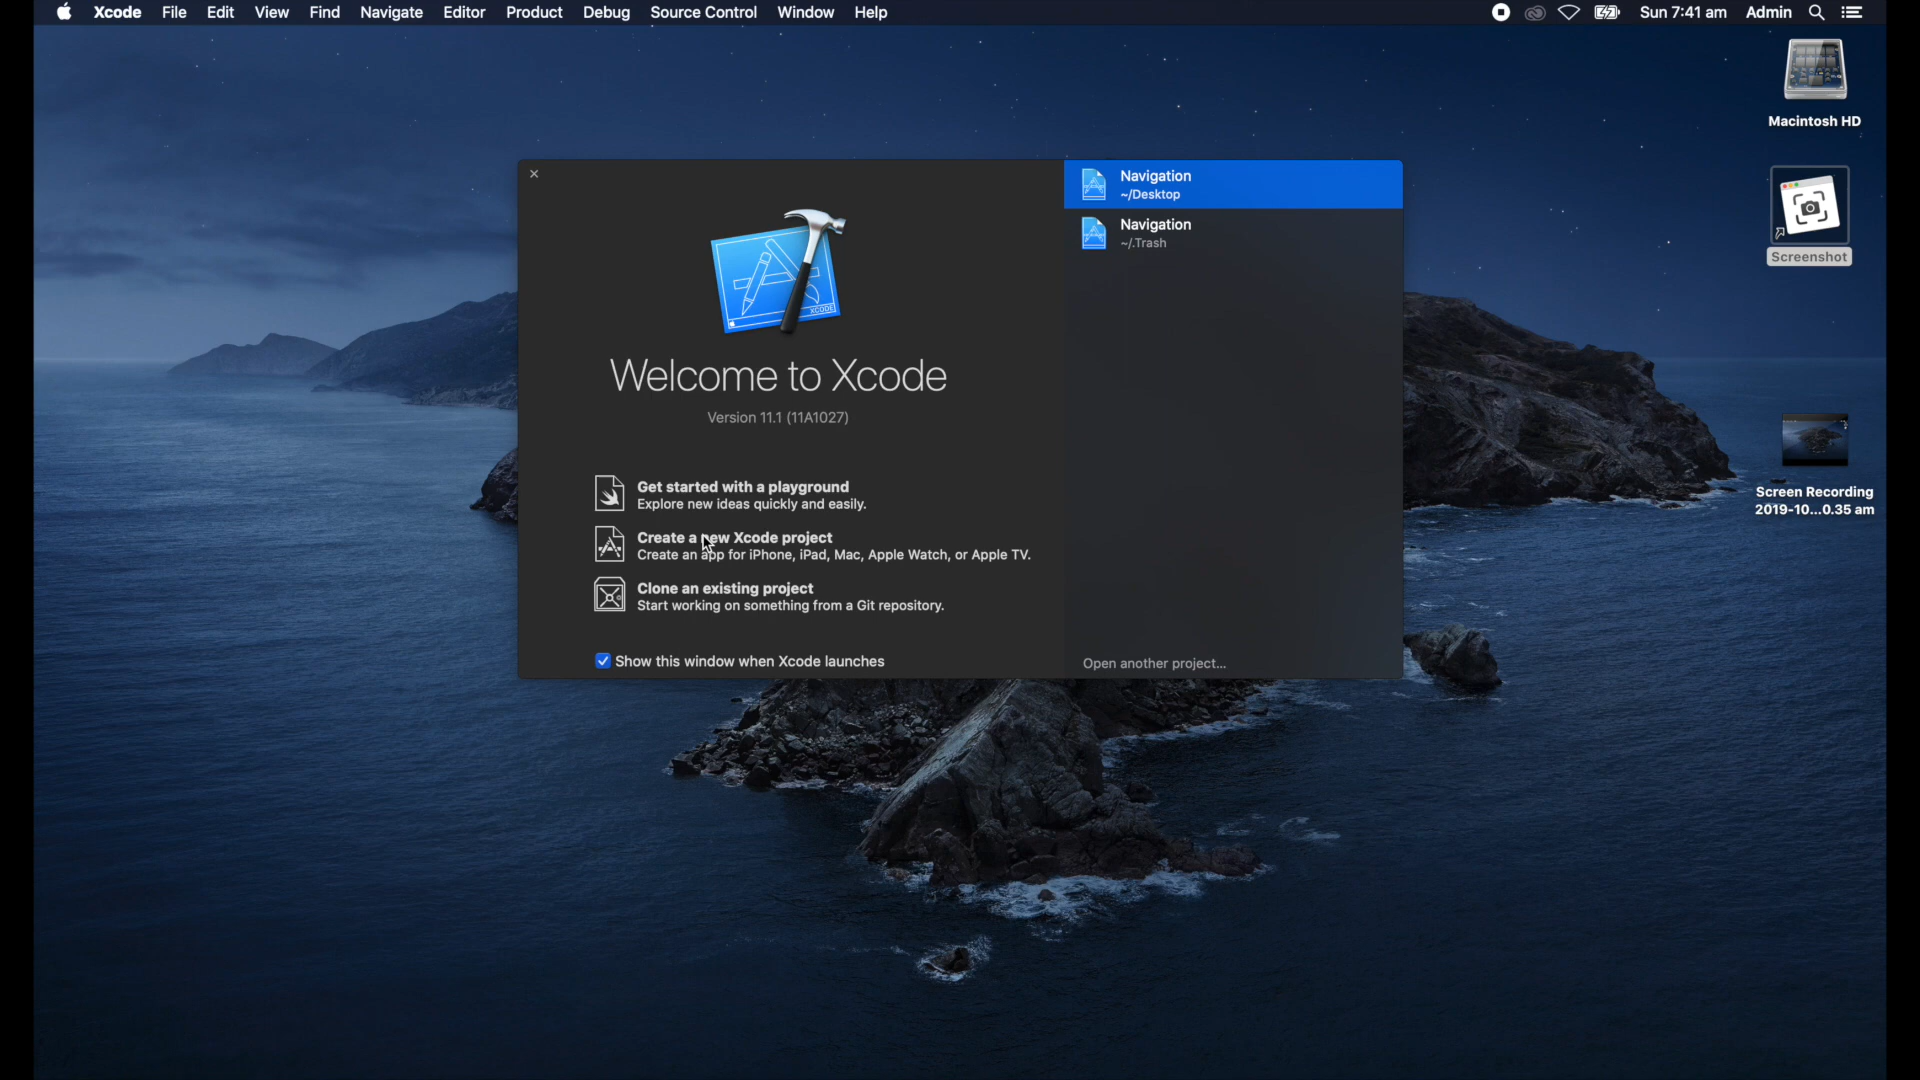 Xcode File Edit View Find Navigate Editor Product Debug Source Control Window Help Sun 7:41 am Admin
Macintosh HD
Screenshot
Screen Recording
2019-10...0.35 am
XCODE
Welcome to Xcode
Version 11.1 (11A1027)
Get started with a playground
Explore new ideas quickly and easily.
Create a new Xcode project
Create an app for iPhone, iPad, Mac, Apple Watch, or Apple TV.
Clone an existing project
Start working on something from a Git repository.
Show this window when Xcode launches
Navigation
~/Desktop
Navigation
~/.Trash
Open another project...